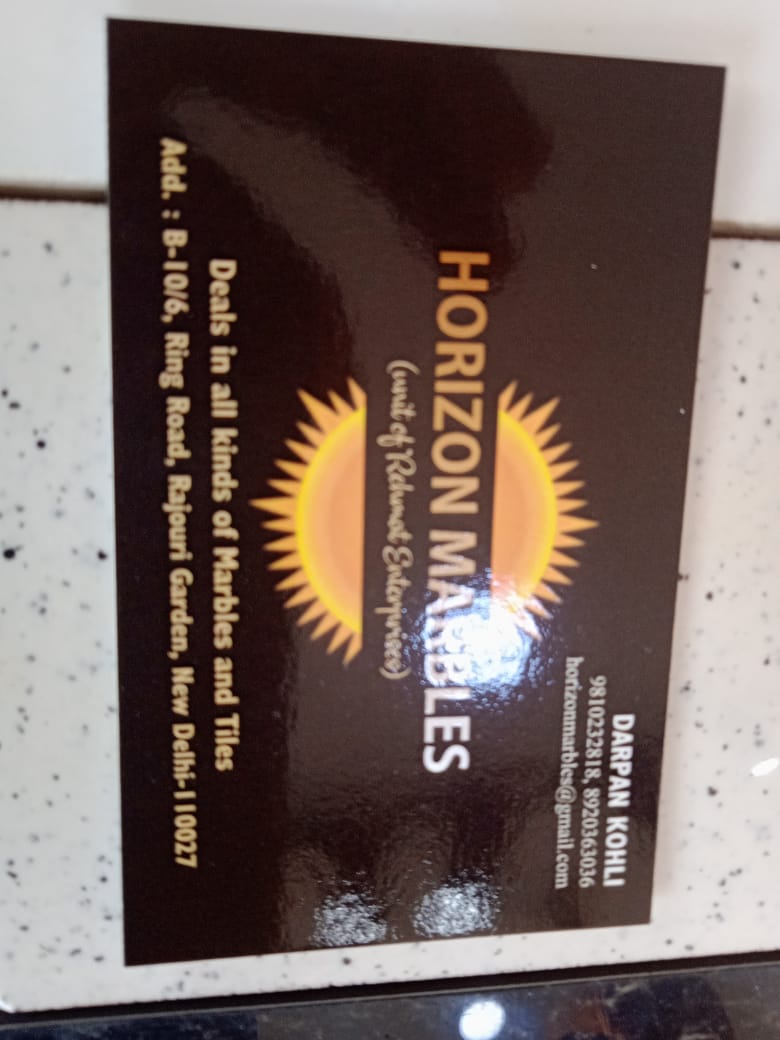 DARPAN KOHLI
9810232818, 8920363036
horizonmarbles@gmail.com
HORIZON MARBLES
(unit of Rehmat Enterprises)
Deals in all kinds of Marbles and Tiles
Add. : B-10/6, Ring Road, Rajouri Garden, New Delhi-110027